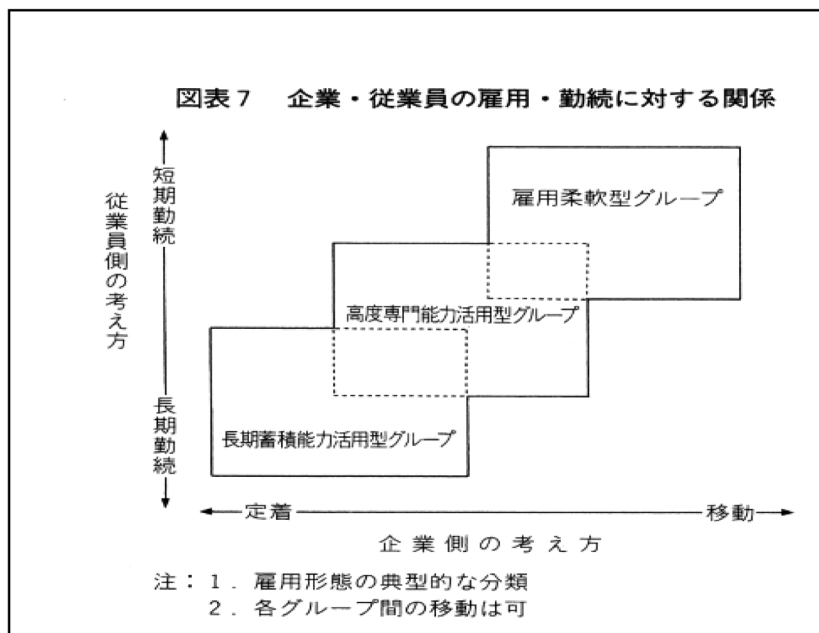 図表7　企業・従業員の雇用・勤続に対する関係
従業員側の考え方
短期勤続
長期勤続
雇用柔軟型グループ
高度専門能力活用型グループ
長期蓄積能力活用型グループ
定着
移動
企業側の考え方
注：1．雇用形態の典型的な分類
2．各グループ間の移動は可